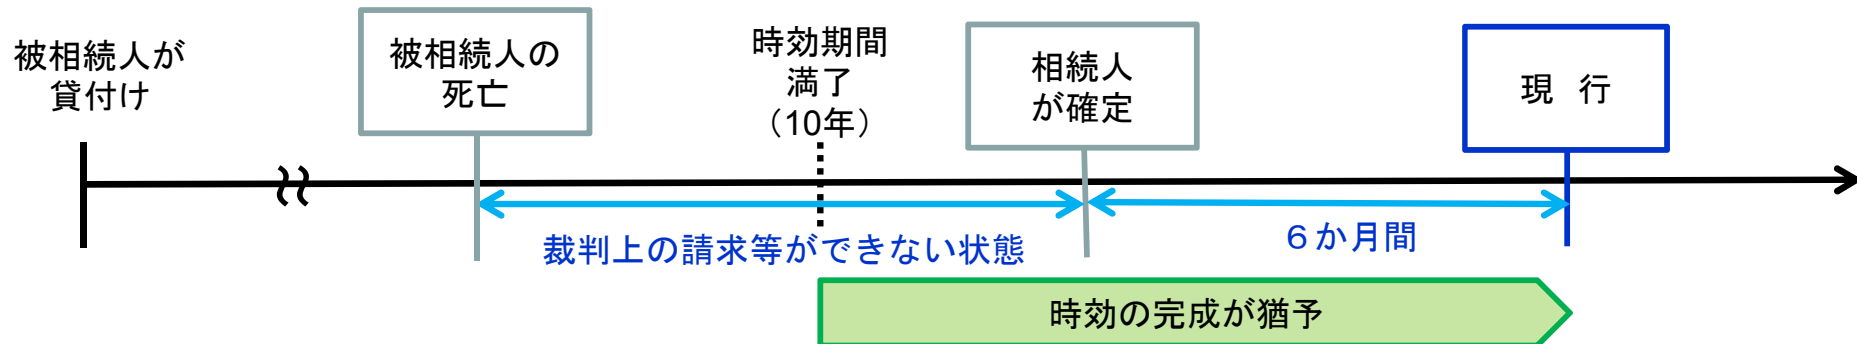 被相続人が
貸付け
被相続人の
死亡
時効期間
満了
（10年）
相続人
が確定
現　行
裁判上の請求等ができない状態
６か月間
時効の完成が猶予